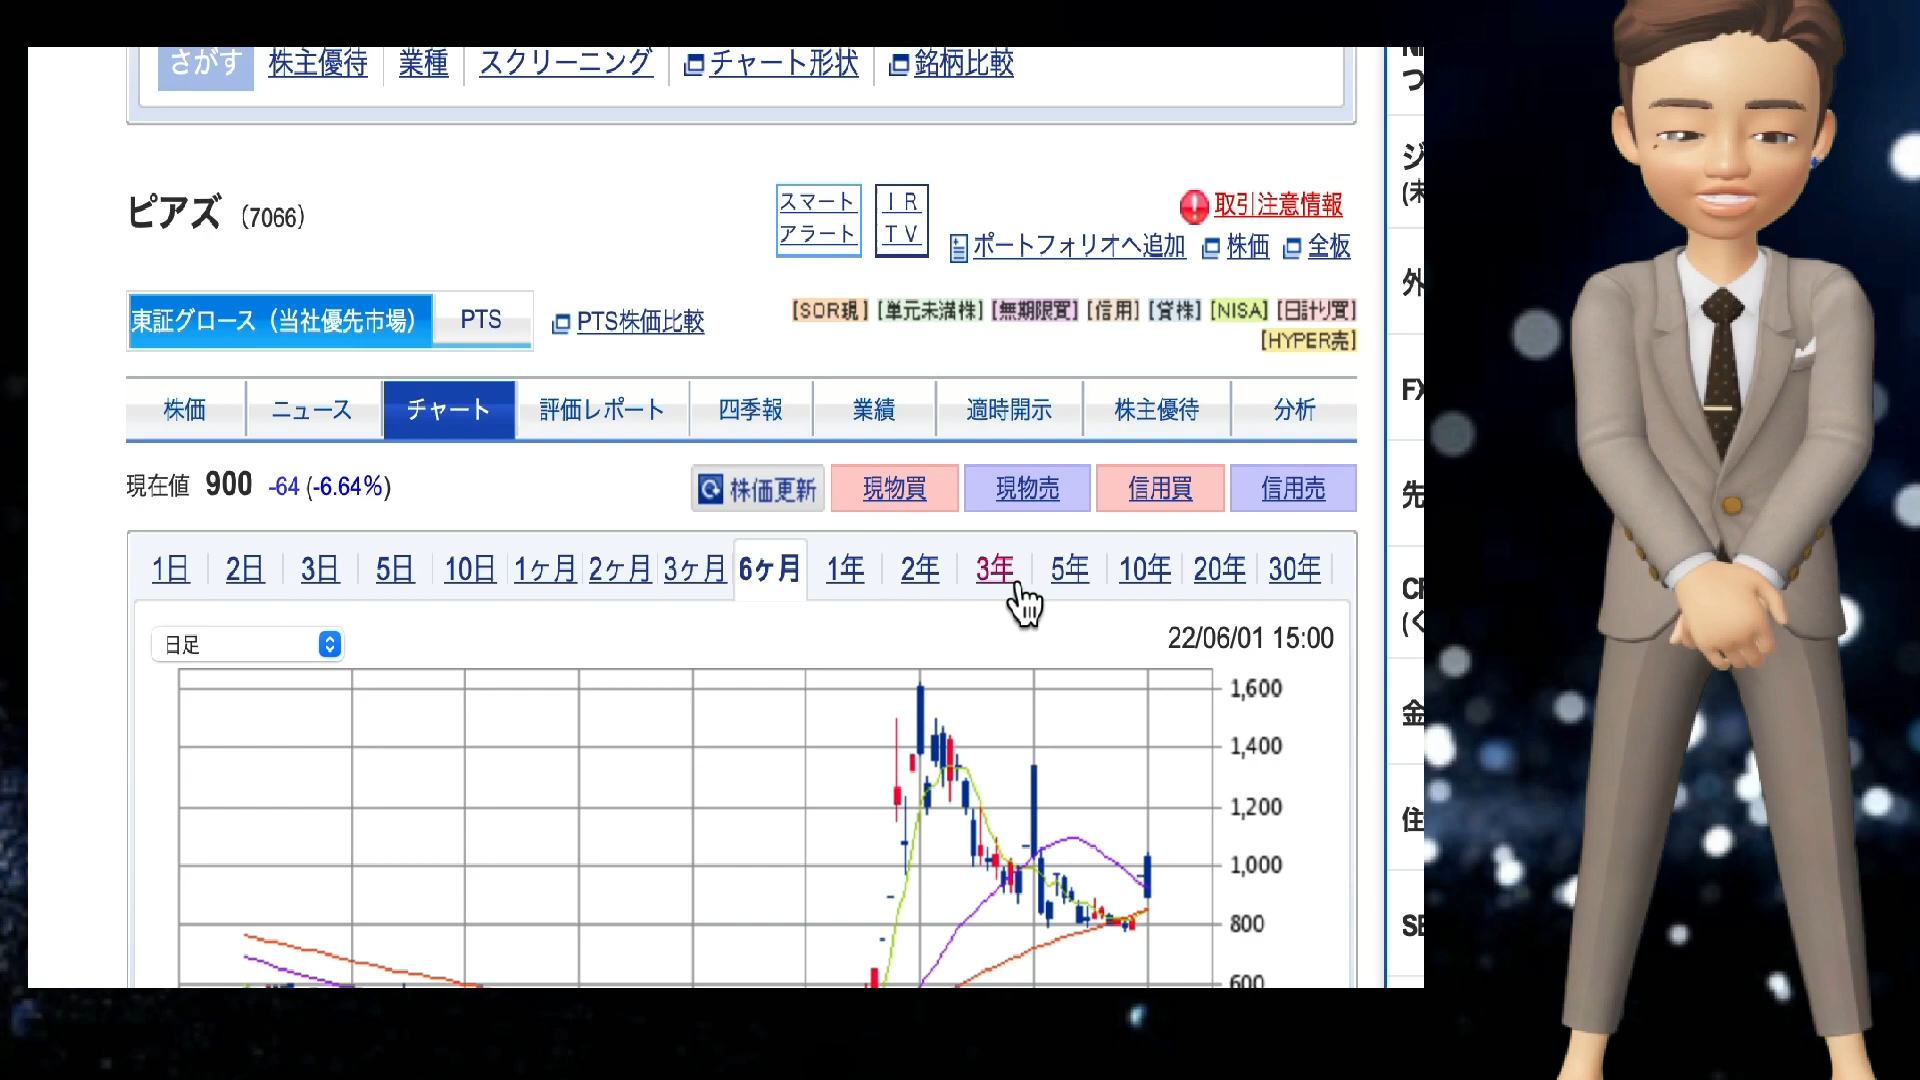 さがす 株主優待 業種 スクリーニング チャート形状 銘柄比較
ピアズ (7066)
スマート
アラート
IR
TV
取引注意情報
ポートフォリオへ追加 株価 全板
東証グロース（当社優先市場） PTS PTS株価比較
[SOR現] [単元未満株] [無期限買] [信用] [貸株] [NISA] [日計り買]
[HYPER売]
株価 ニュース チャート 評価レポート 四季報 業績 適時開示 株主優待 分析
現在値 900 -64 (-6.64%)
株価更新 現物買 現物売 信用買 信用売
1日 2日 3日 5日 10日 1ヶ月 2ヶ月 3ヶ月 6ヶ月 1年 2年 3年 5年 10年 20年 30年
日足
22/06/01 15:00
1,600
1,400
1,200
1,000
800
600
つ
ジ
外
先
金
住